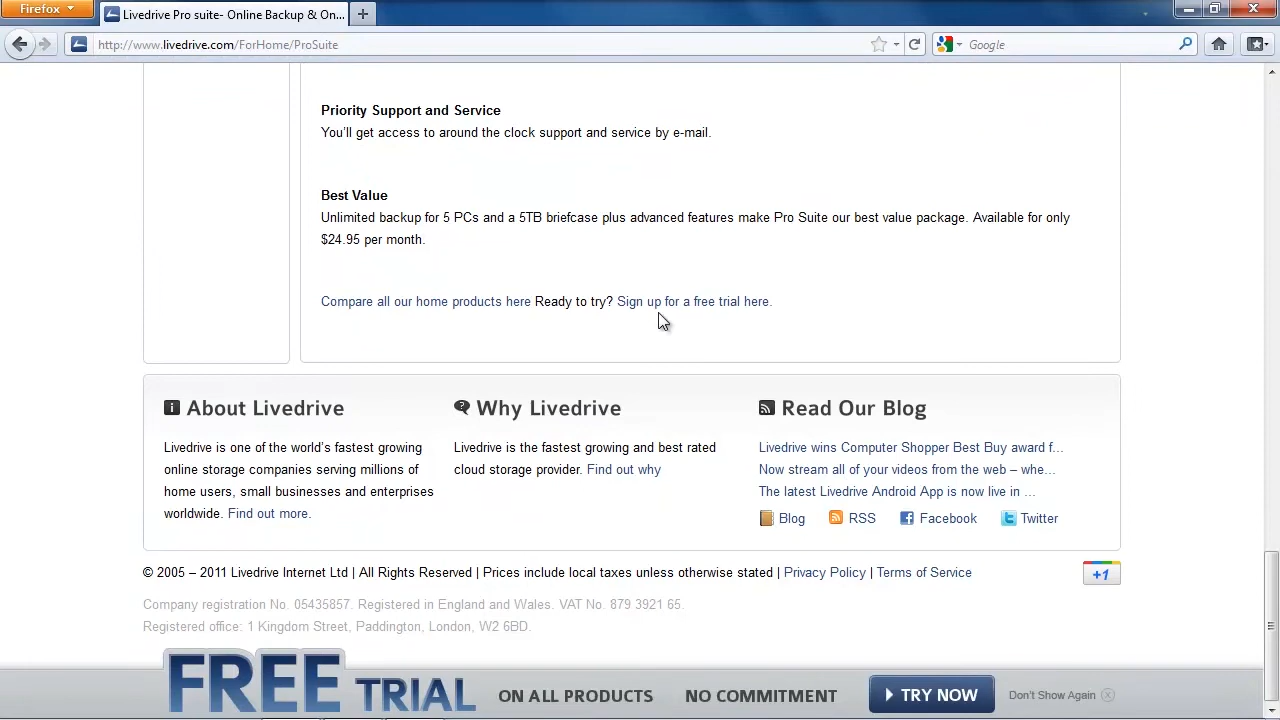 Firefox
Livedrive Pro suite- Online Backup & On...
http://www.livedrive.com/ForHome/ProSuite
Google
Priority Support and Service
You'll get access to around the clock support and service by e-mail.
Best Value
Unlimited backup for 5 PCs and a 5TB briefcase plus advanced features make Pro Suite our best value package. Available for only
$24.95 per month.
Compare all our home products here Ready to try? Sign up for a free trial here.
About Livedrive
Livedrive is one of the world's fastest growing
online storage companies serving millions of
home users, small businesses and enterprises
worldwide. Find out more.
Why Livedrive
Livedrive is the fastest growing and best rated
cloud storage provider. Find out why
Read Our Blog
Livedrive wins Computer Shopper Best Buy award f...
Now stream all of your videos from the web – whe...
The latest Livedrive Android App is now live in ...
Blog RSS Facebook Twitter
© 2005 – 2011 Livedrive Internet Ltd | All Rights Reserved | Prices include local taxes unless otherwise stated | Privacy Policy | Terms of Service
+1
Company registration No. 05435857. Registered in England and Wales. VAT No. 879 3921 65.
Registered office: 1 Kingdom Street, Paddington, London, W2 6BD.
FREE TRIAL ON ALL PRODUCTS NO COMMITMENT TRY NOW Don't Show Again